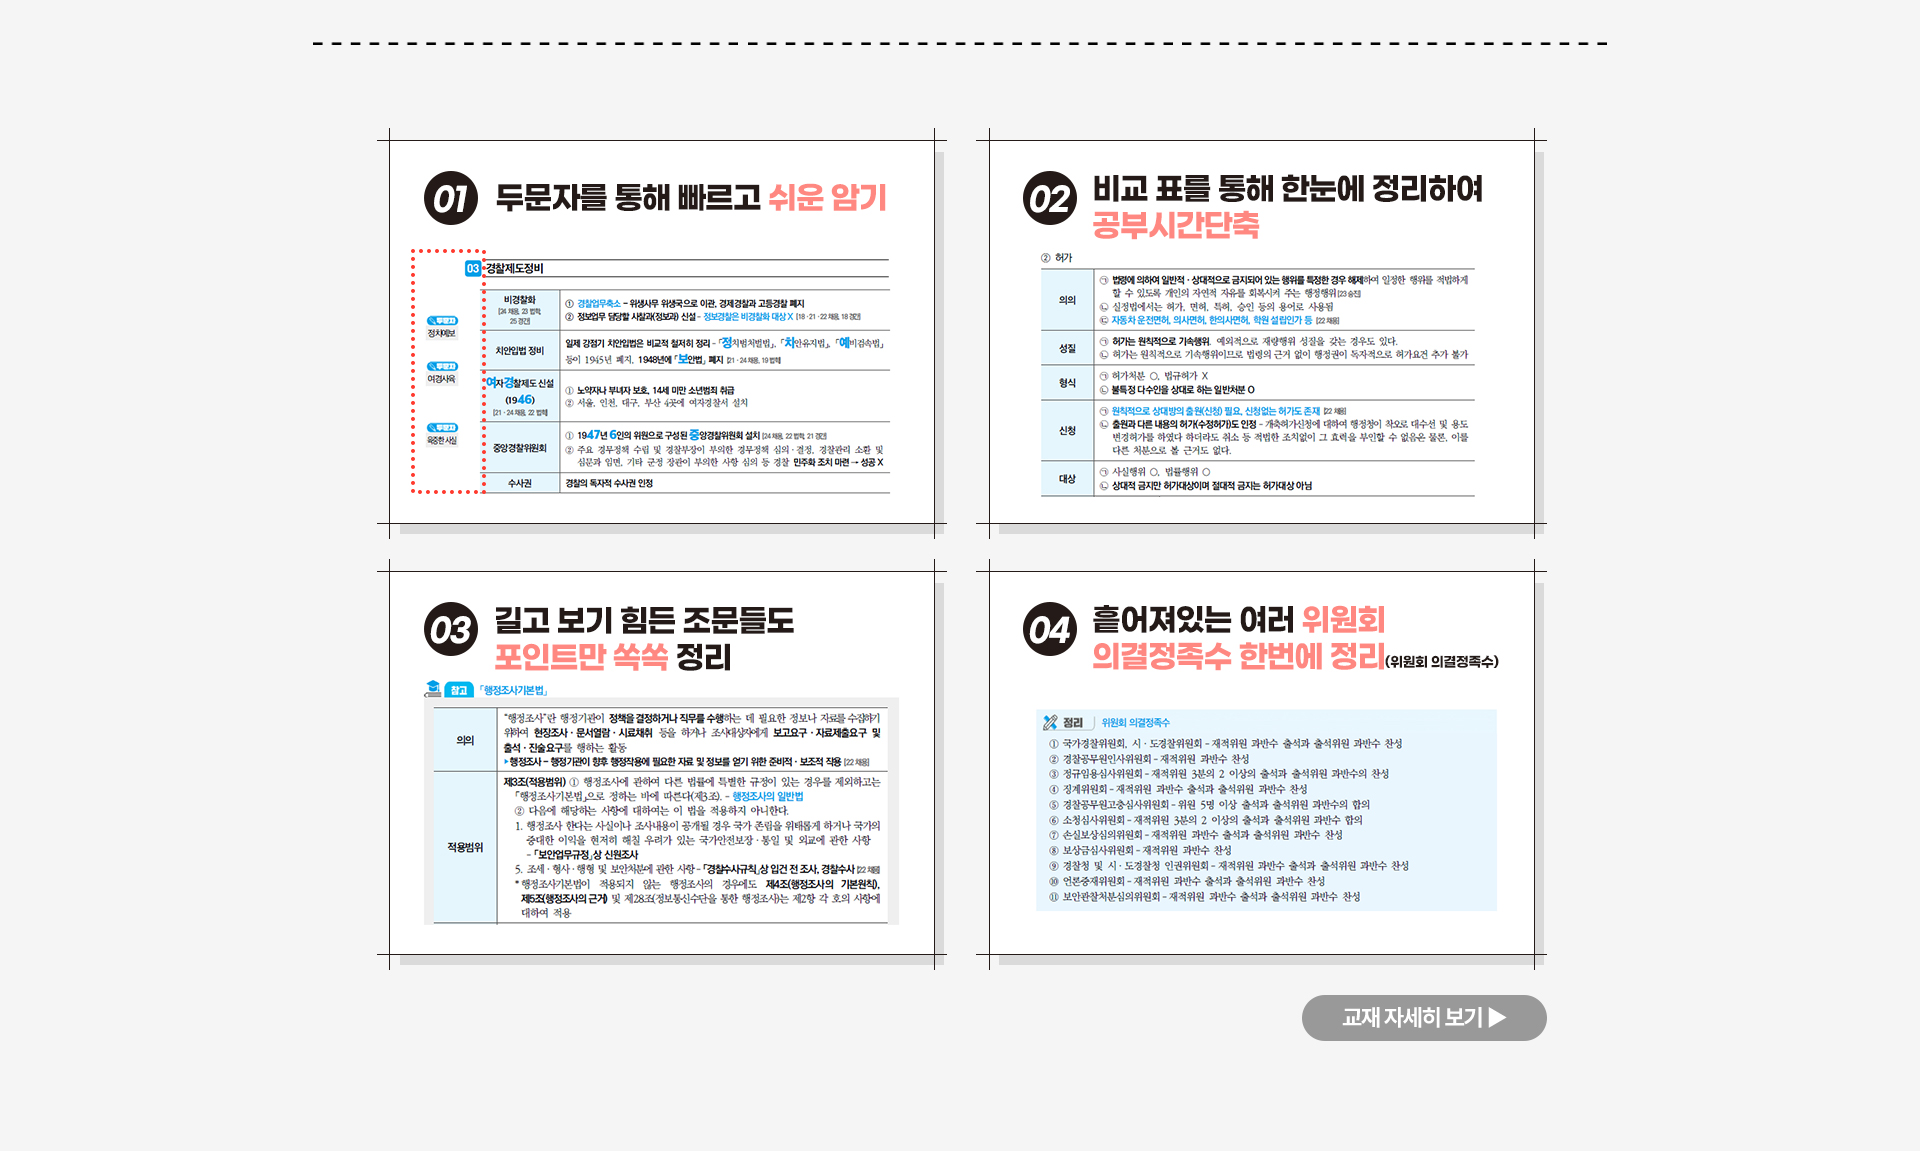 01 두문자를 통해 빠르고 쉬운 암기
03 경찰제도정비
두문자
정치예보
두문자
여경사육
두문자
육중한 사실
비경찰화
[24 채용, 23 법학,
25 경간]
① 경찰업무축소 – 위생사무 위생국으로 이관, 경제경찰과 고등경찰 폐지
② 정보업무 담당할 사찰과(정보과) 신설 – 정보경찰은 비경찰화 대상 X [18·21·22 채용, 18 경간]
치안입법 정비
일제 강점기 치안입법은 비교적 철저히 정리 – 「정치범처벌법」, 「치안유지법」, 「예비검속법」
등이 1945년 폐지, 1948년에 「보안법」 폐지 [21·24 채용, 19 법학]
여자경찰제도 신설
(1946)
[21·24 채용, 22 법학]
① 노약자나 부녀자 보호, 14세 미만 소년범죄 취급
② 서울, 인천, 대구, 부산 4곳에 여자경찰서 설치
중앙경찰위원회
① 1947년 6인의 위원으로 구성된 중앙경찰위원회 설치 [24 채용, 22 법학, 21 경간]
② 주요 경무정책 수립 및 경찰부장이 부의한 경무정책 심의·결정, 경찰관리 소환 및
심문과 임면, 기타 군정 장관이 부의한 사항 심의 등 경찰 민주화 조치 마련 → 성공 X
수사권
경찰의 독자적 수사권 인정
02 비교 표를 통해 한눈에 정리하여
공부시간단축
② 허가
의의
㉠ 법령에 의하여 일반적·상대적으로 금지되어 있는 행위를 특정한 경우 해제하여 일정한 행위를 적법하게
할 수 있도록 개인의 자연적 자유를 회복시켜 주는 행정행위[23 승진]
㉡ 실정법에서는 허가, 면허, 특허, 승인 등의 용어로 사용됨
㉢ 자동차 운전면허, 의사면허, 한의사면허, 학원 설립인가 등 [22 채용]
성질
㉠ 허가는 원칙적으로 기속행위. 예외적으로 재량행위 성질을 갖는 경우도 있다.
㉡ 허가는 원칙적으로 기속행위이므로 법령의 근거 없이 행정권이 독자적으로 허가요건 추가 불가
형식
㉠ 허가처분 ○, 법규허가 X
㉡ 불특정 다수인을 상대로 하는 일반처분 O
신청
㉠ 원칙적으로 상대방의 출원(신청) 필요, 신청없는 허가도 존재 [22 채용]
㉡ 출원과 다른 내용의 허가(수정허가)도 인정 – 개축허가신청에 대하여 행정청이 착오로 대수선 및 용도
변경허가를 하였다 하더라도 취소 등 적법한 조치없이 그 효력을 부인할 수 없음은 물론, 이를
다른 처분으로 볼 근거도 없다.
대상
㉠ 사실행위 ○, 법률행위 ○
㉡ 상대적 금지만 허가대상이며 절대적 금지는 허가대상 아님
03 길고 보기 힘든 조문들도
포인트만 쏙쏙 정리
참고 「행정조사기본법」
의의
“행정조사”란 행정기관이 정책을 결정하거나 직무를 수행하는 데 필요한 정보나 자료를 수집하기
위하여 현장조사·문서열람·시료채취 등을 하거나 조사대상자에게 보고요구·자료제출요구 및
출석·진술요구를 행하는 활동
▶행정조사 – 행정기관이 향후 행정작용에 필요한 자료 및 정보를 얻기 위한 준비적·보조적 작용 [22 채용]
적용범위
제3조(적용범위) ① 행정조사에 관하여 다른 법률에 특별한 규정이 있는 경우를 제외하고는
「행정조사기본법」으로 정하는 바에 따른다(제3조). – 행정조사의 일반법
② 다음에 해당하는 사항에 대하여는 이 법을 적용하지 아니한다.
1. 행정조사 한다는 사실이나 조사내용이 공개될 경우 국가 존립을 위태롭게 하거나 국가의
중대한 이익을 현저히 해칠 우려가 있는 국가안전보장·통일 및 외교에 관한 사항
– 「보안업무규정」상 신원조사
5. 조세·형사·행형 및 보안처분에 관한 사항 – 「경찰수사규칙」상 입건 전 조사, 경찰수사 [22 채용]
* 행정조사기본법이 적용되지 않는 행정조사의 경우에도 제4조(행정조사의 기본원칙),
제5조(행정조사의 근거) 및 제28조(정보통신수단을 통한 행정조사)는 제2항 각 호의 사항에
대하여 적용
04 흩어져있는 여러 위원회
의결정족수 한번에 정리(위원회 의결정족수)
정리 위원회 의결정족수
① 국가경찰위원회, 시·도경찰위원회 – 재적위원 과반수 출석과 출석위원 과반수 찬성
② 경찰공무원인사위원회 – 재적위원 과반수 찬성
③ 정규임용심사위원회 – 재적위원 3분의 2 이상의 출석과 출석위원 과반수의 찬성
④ 징계위원회 – 재적위원 과반수 출석과 출석위원 과반수 찬성
⑤ 경찰공무원고충심사위원회 – 위원 5명 이상 출석과 출석위원 과반수의 합의
⑥ 소청심사위원회 – 재적위원 3분의 2 이상의 출석과 출석위원 과반수 합의
⑦ 손실보상심의위원회 – 재적위원 과반수 출석과 출석위원 과반수 찬성
⑧ 보상금심사위원회 – 재적위원 과반수 찬성
⑨ 경찰청 및 시·도경찰청 인권위원회 – 재적위원 과반수 출석과 출석위원 과반수 찬성
⑩ 언론중재위원회 – 재적위원 과반수 출석과 출석위원 과반수 찬성
⑪ 보안관찰처분심의위원회 – 재적위원 과반수 출석과 출석위원 과반수 찬성
교재 자세히 보기 ▶